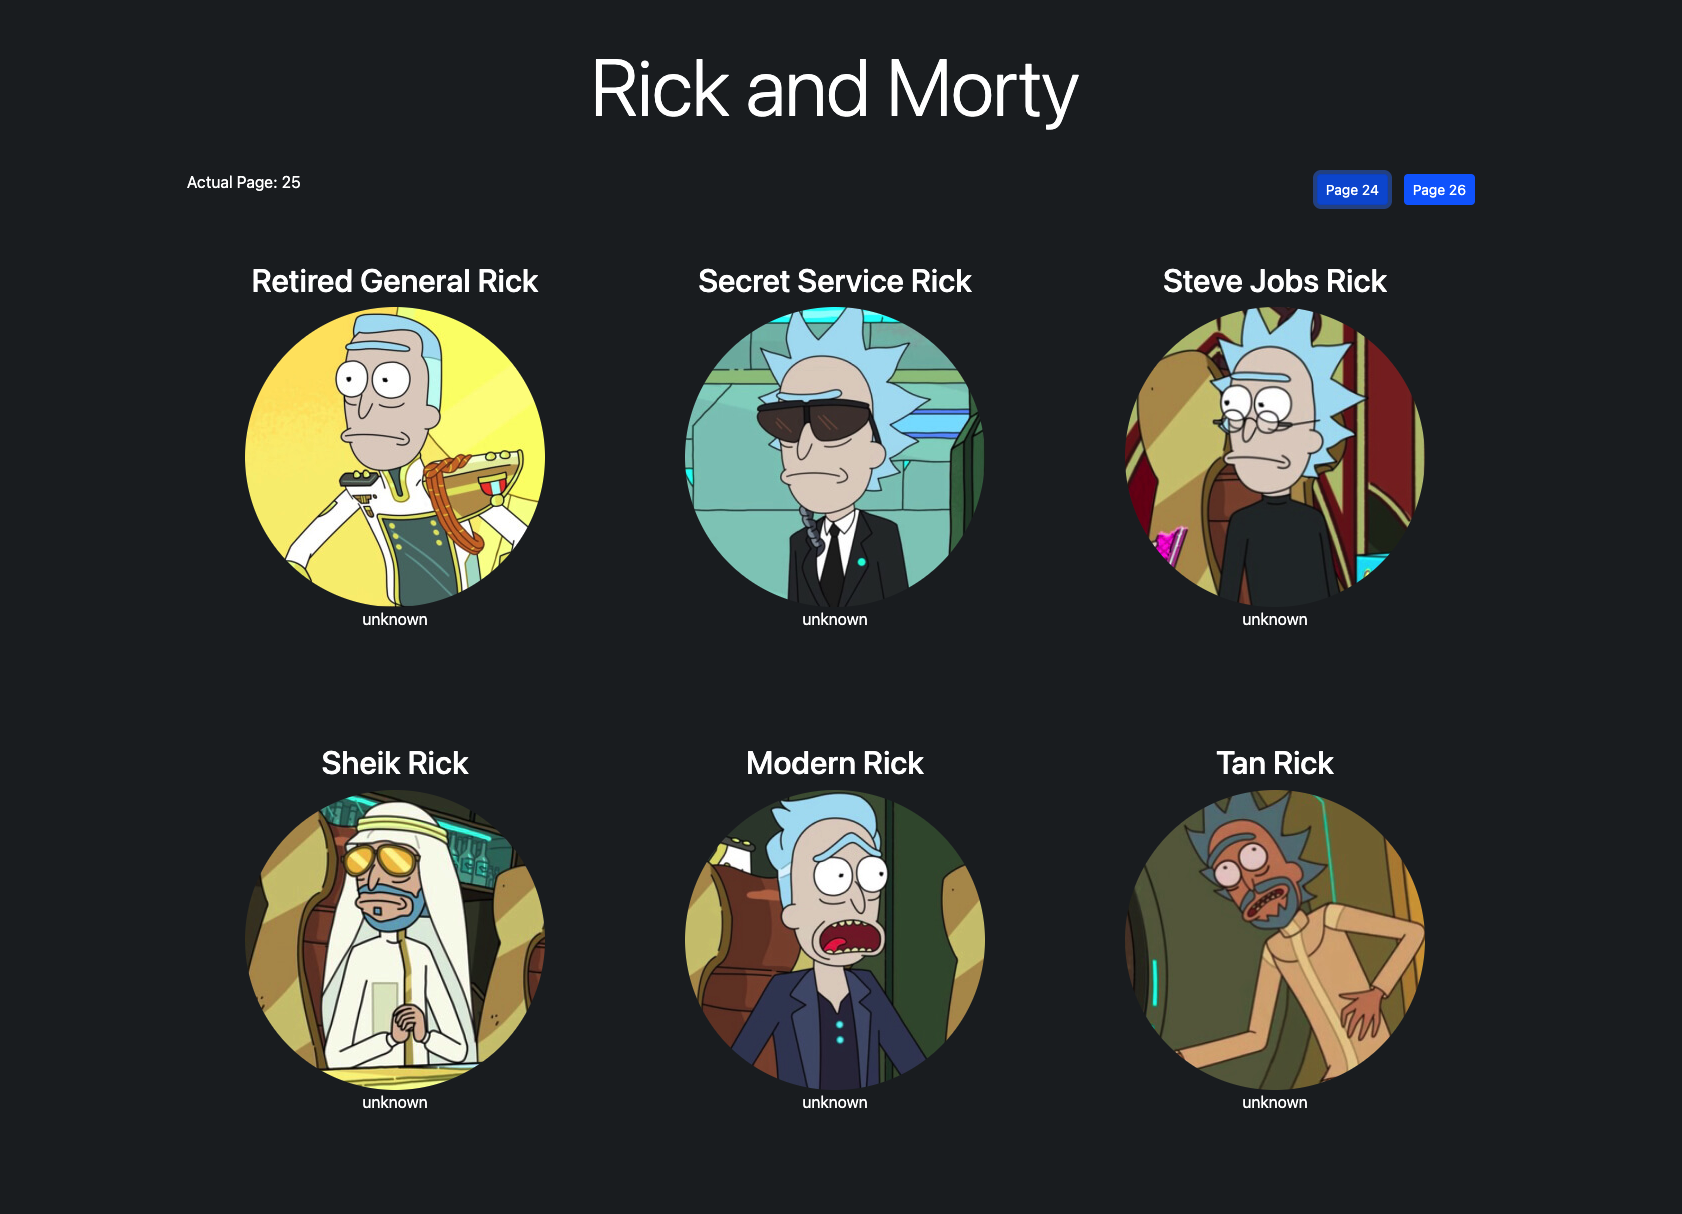 Rick and Morty
Actual Page: 25
Page 24
Page 26
Retired General Rick
Secret Service Rick
Steve Jobs Rick
unknown
unknown
unknown
Sheik Rick
Modern Rick
Tan Rick
unknown
unknown
unknown